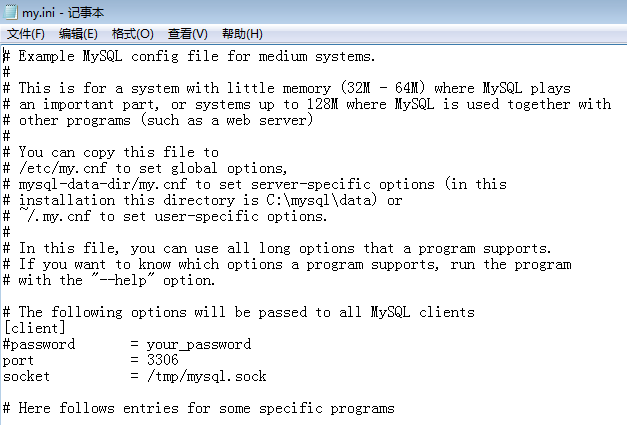 my.ini - 记事本
文件(F) 编辑(E) 格式(O) 查看(V) 帮助(H)
# Example MySQL config file for medium systems.
#
# This is for a system with little memory (32M - 64M) where MySQL plays
# an important part, or systems up to 128M where MySQL is used together with
# other programs (such as a web server)
#
# You can copy this file to
# /etc/my.cnf to set global options,
# mysql-data-dir/my.cnf to set server-specific options (in this
# installation this directory is C:\mysql\data) or
# ~/.my.cnf to set user-specific options.
#
# In this file, you can use all long options that a program supports.
# If you want to know which options a program supports, run the program
# with the "--help" option.

# The following options will be passed to all MySQL clients
[client]
#password = your_password
port = 3306
socket = /tmp/mysql.sock

# Here follows entries for some specific programs